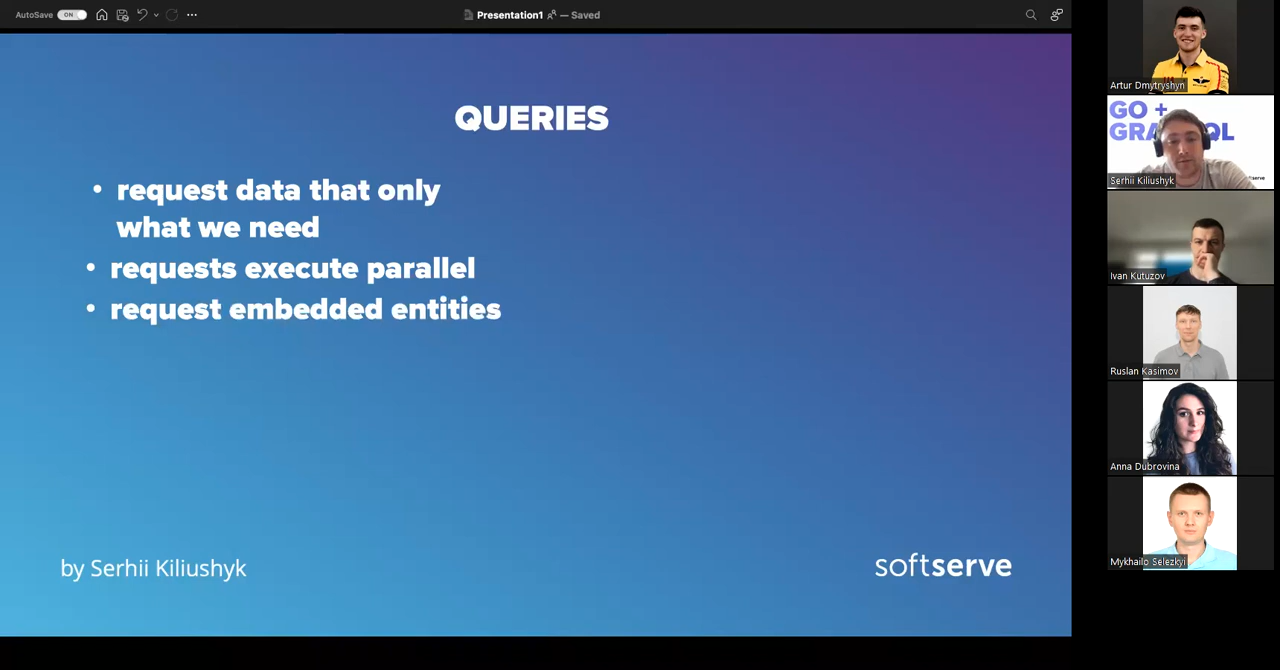 AutoSave ON
Presentation1 — Saved
QUERIES
• request data that only
what we need
• requests execute parallel
• request embedded entities
by Serhii Kiliushyk
softserve
Artur Dmytryshyn
GO +
Serhii Kiliushyk
Ivan Kutuzov
Ruslan Kasimov
Anna Dubrovina
Mykhailo Selezkyi